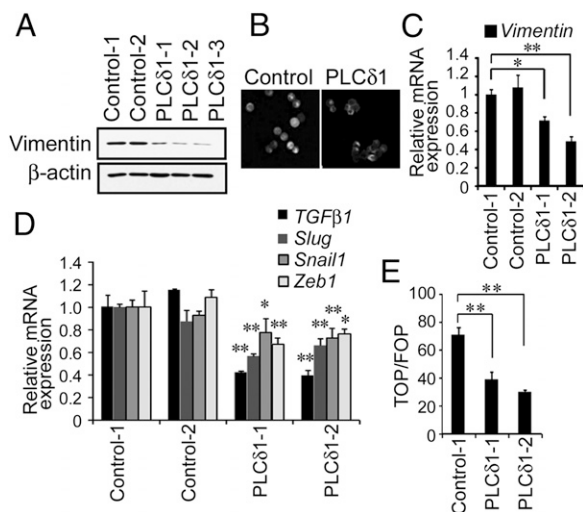 A
Control-1
Control-2
PLCδ1-1
PLCδ1-2
PLCδ1-3
Vimentin
β-actin
B
Control
PLCδ1
C
Vimentin
**
*
Relative mRNA
expression
1.4
1.2
1
0.8
0.6
0.4
0.2
0
Control-1
Control-2
PLCδ1-1
PLCδ1-2
D
TGFβ1
Slug
Snail1
Zeb1
Relative mRNA
expression
1.4
1.2
1.0
0.8
0.6
0.4
0.2
0
** ** * **
** ** ** *
Control-1
Control-2
PLCδ1-1
PLCδ1-2
E
**
**
TOP/FOP
100
80
60
40
20
0
Control-1
PLCδ1-1
PLCδ1-2